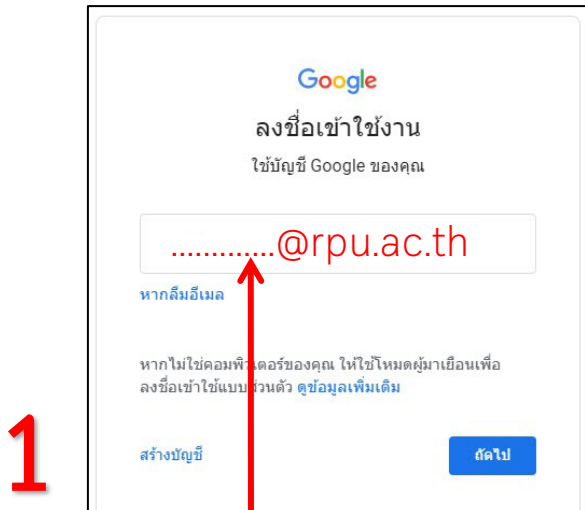 Google
ลงชื่อเข้าใช้งาน
ใช้บัญชี Google ของคุณ
.............@rpu.ac.th
หากลืมอีเมล
หากไม่ใช่คอมพิวเตอร์ของคุณ ให้ใช้โหมดผู้มาเยือนเพื่อ
ลงชื่อเข้าใช้แบบส่วนตัว ดูข้อมูลเพิ่มเติม
สร้างบัญชี
ถัดไป
1